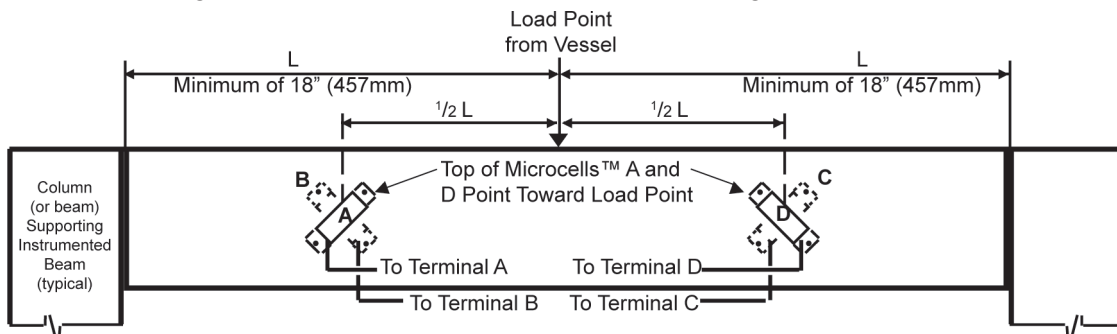 Load Point
from Vessel
L
Minimum of 18” (457mm)
L
Minimum of 18” (457mm)
1/2 L
1/2 L
Column
(or beam)
Supporting
Instrumented
Beam
(typical)
B
A
Top of Microcells™ A and
D Point Toward Load Point
C
D
To Terminal A
To Terminal D
To Terminal B
To Terminal C